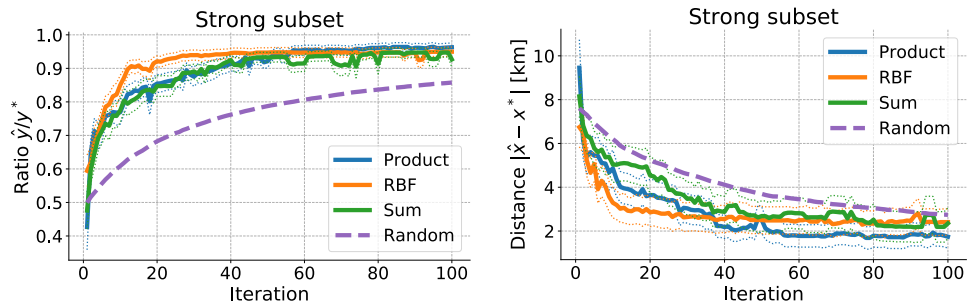 Strong subset
Ratio ŷ/y*
1.0
0.9
0.8
0.7
0.6
0.5
0.4
Product
RBF
Sum
Random
0 20 40 60 80 100
Iteration
Strong subset
Distance |x̂ − x*| [km]
10
8
6
4
2
Product
RBF
Sum
Random
0 20 40 60 80 100
Iteration